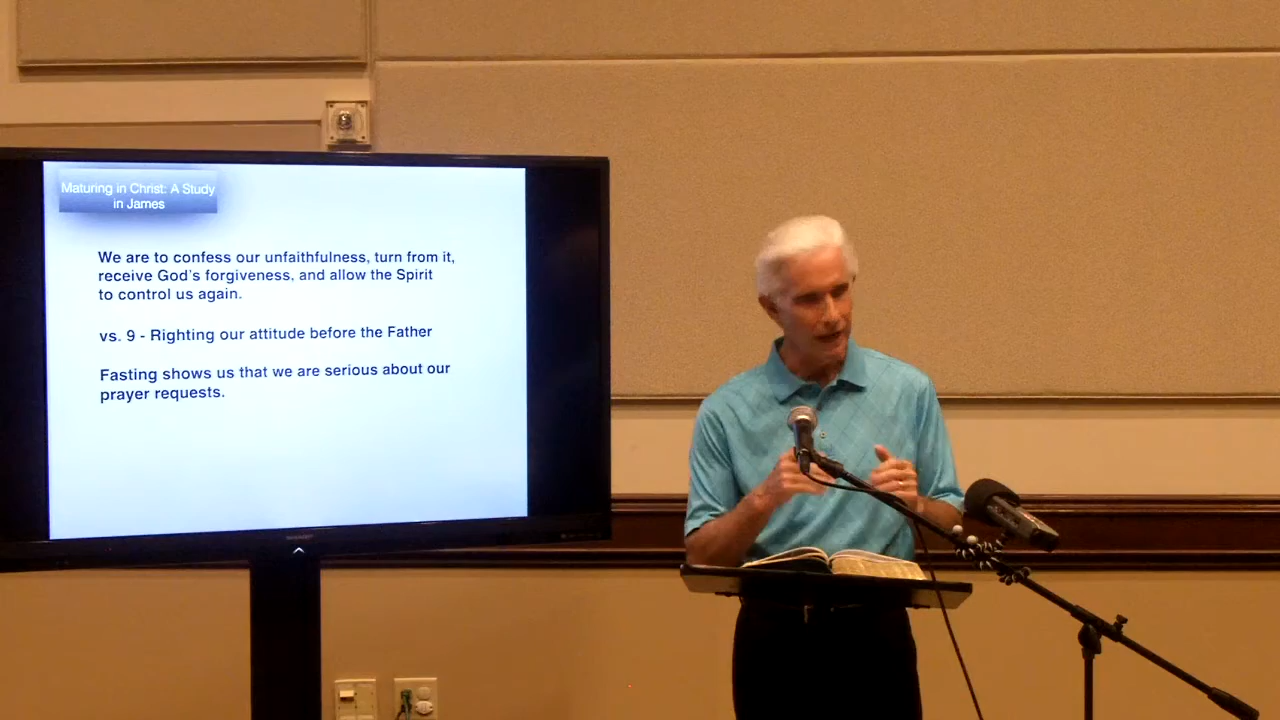 Maturing in Christ: A Study
in James
We are to confess our unfaithfulness, turn from it,
receive God's forgiveness, and allow the Spirit
to control us again.
vs. 9 - Righting our attitude before the Father
Fasting shows us that we are serious about our
prayer requests.